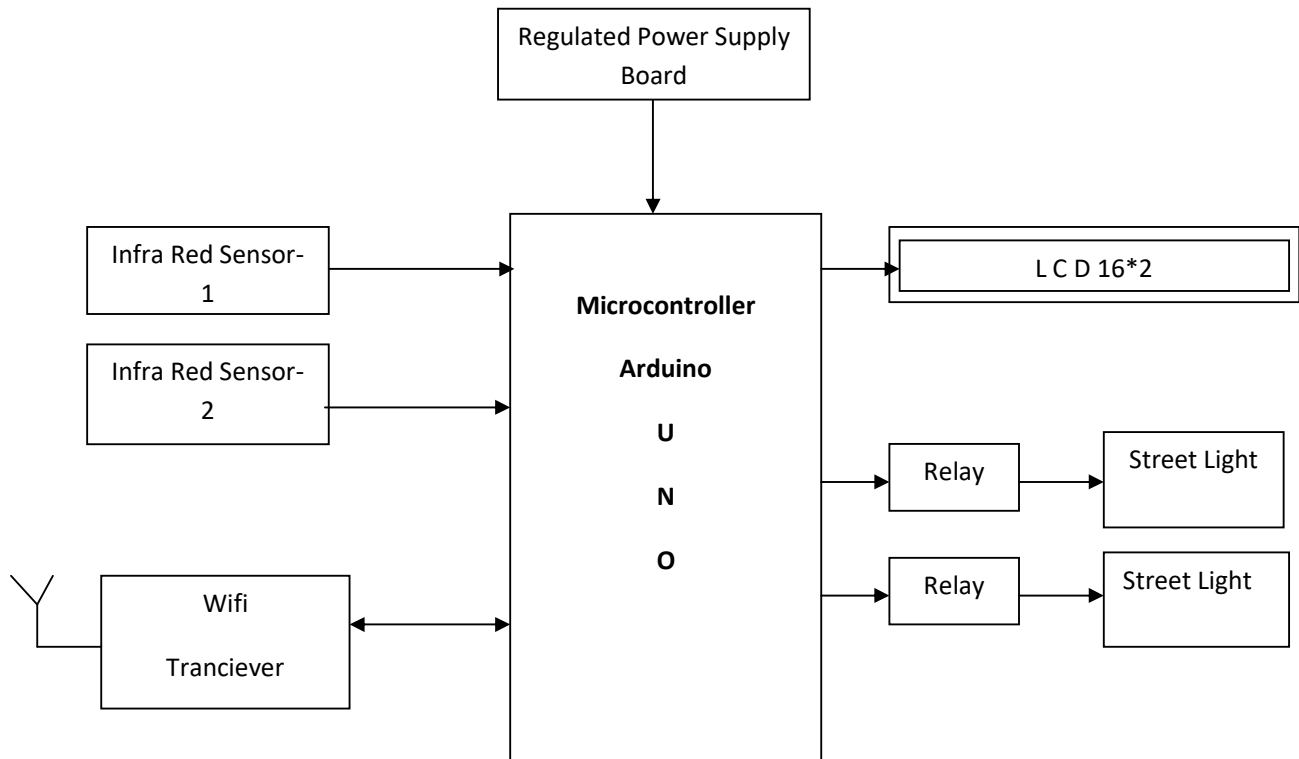 Regulated Power Supply
Board
Infra Red Sensor-
1
Infra Red Sensor-
2
Wifi
Tranciever
Microcontroller
Arduino
U
N
O
L C D 16*2
Relay
Street Light
Relay
Street Light